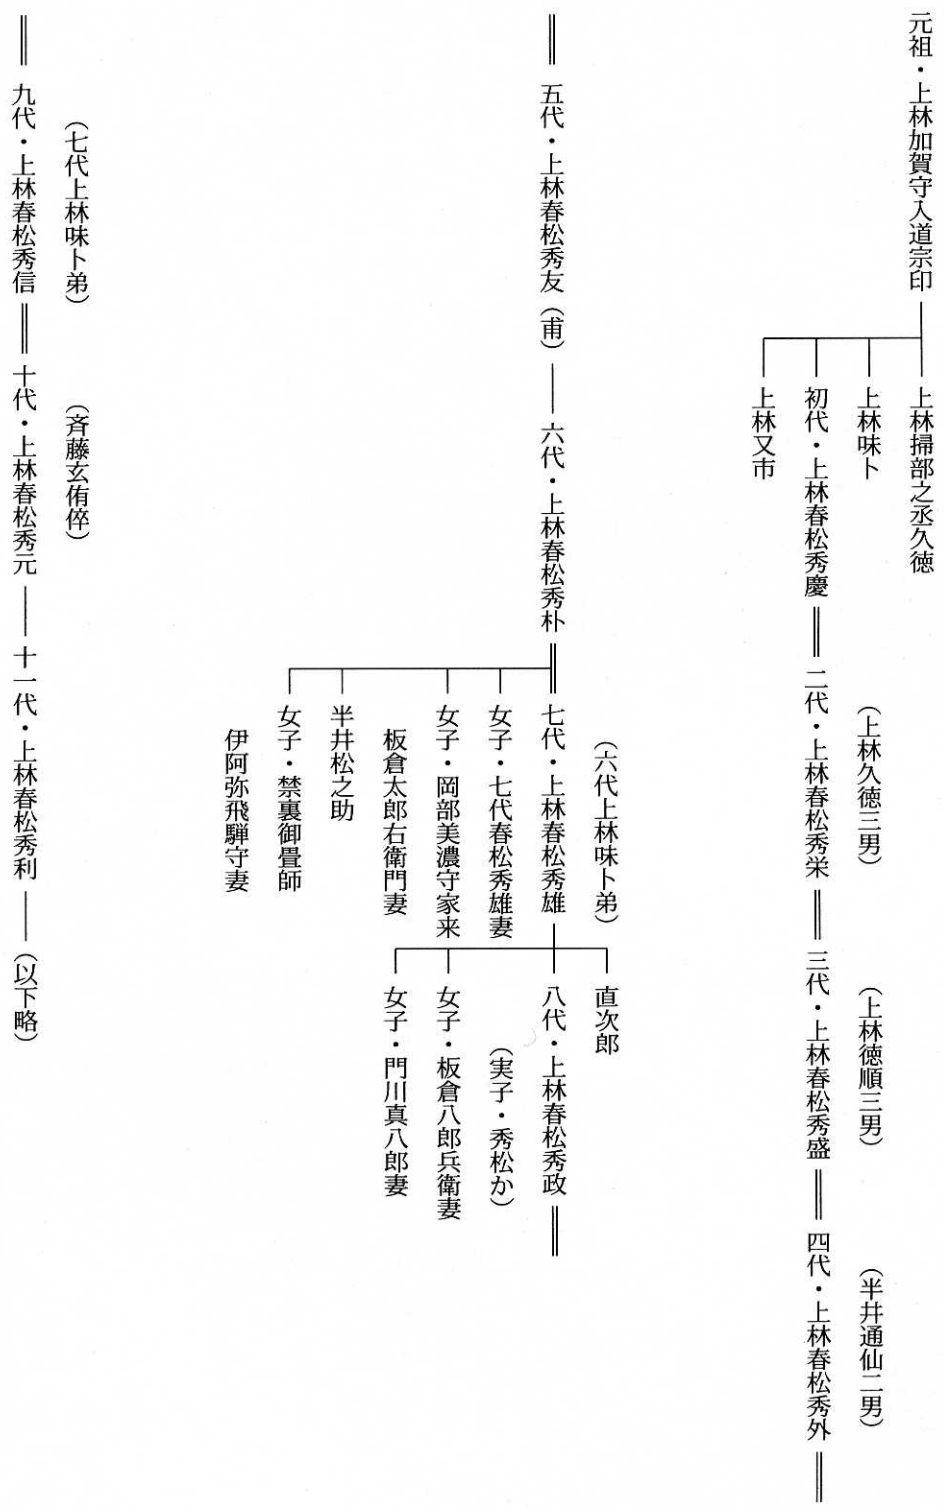 元祖・上林加賀守入道宗印
上林掃部之丞久徳
上林味卜
初代・上林春松秀慶
上林又市
(上林久徳三男)
二代・上林春松秀栄
(上林徳順三男)
三代・上林春松秀盛
(半井通仙二男)
四代・上林春松秀外
五代・上林春松秀友(甫)
六代・上林春松秀朴
(六代上林味卜弟)
七代・上林春松秀雄
女子・七代春松秀雄妻
女子・岡部美濃守家来
板倉太郎右衛門妻
半井松之助
女子・禁裏御畳師
伊阿弥飛騨守妻
直次郎
八代・上林春松秀政
(実子・秀松か)
女子・板倉八郎兵衛妻
女子・門川真八郎妻
(七代上林味卜弟)
九代・上林春松秀信
(斉藤玄侑倅)
十代・上林春松秀元
十一代・上林春松秀利
(以下略)